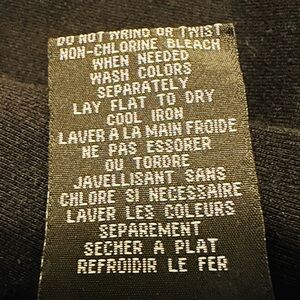 DO NOT WRING OR TWIST
NON-CHLORINE BLEACH
WHEN NEEDED
WASH COLORS
SEPARATELY
LAY FLAT TO DRY
COOL IRON
LAVER A LA MAIN FROIDE
NE PAS ESSORER
OU TORDRE
JAVELLISANT SANS
CHLORE SI NECESSAIRE
LAVER LES COULEURS
SEPAREMENT
SECHER A PLAT
REFROIDIR LE FER